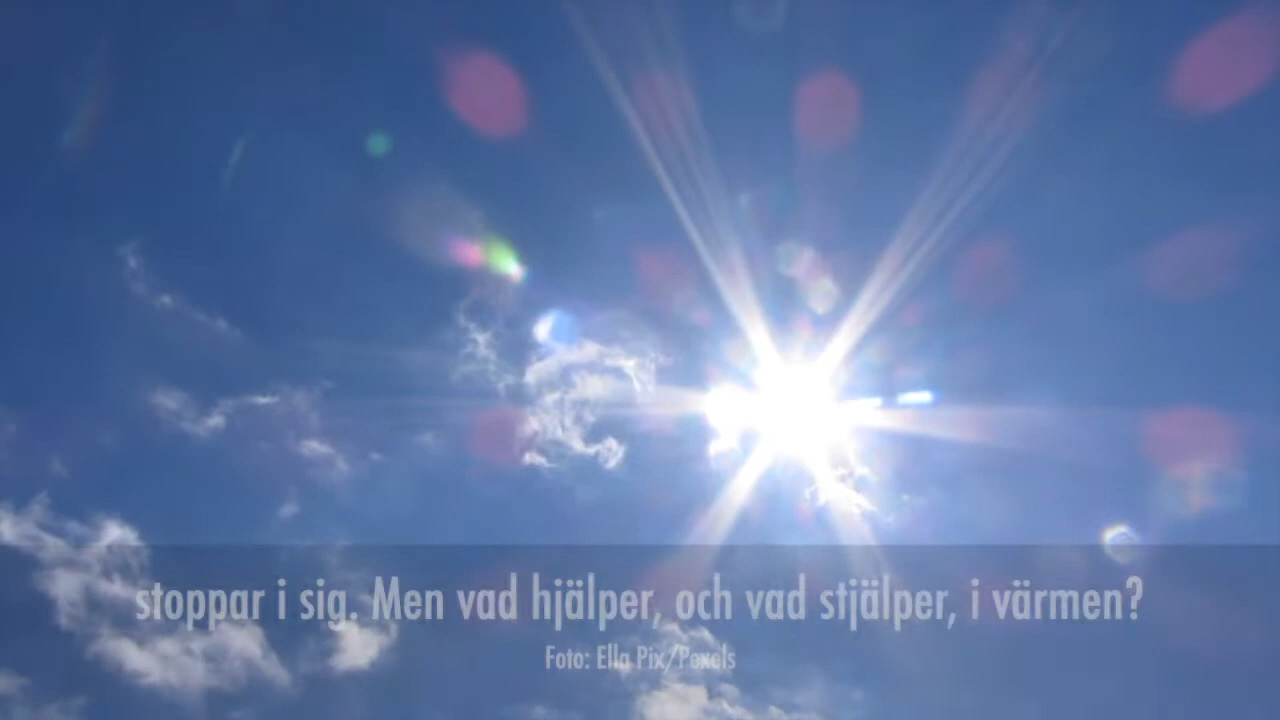 stoppar i sig. Men vad hjälper, och vad stjälper, i värmen?
Foto: Ella Pix/Pexels